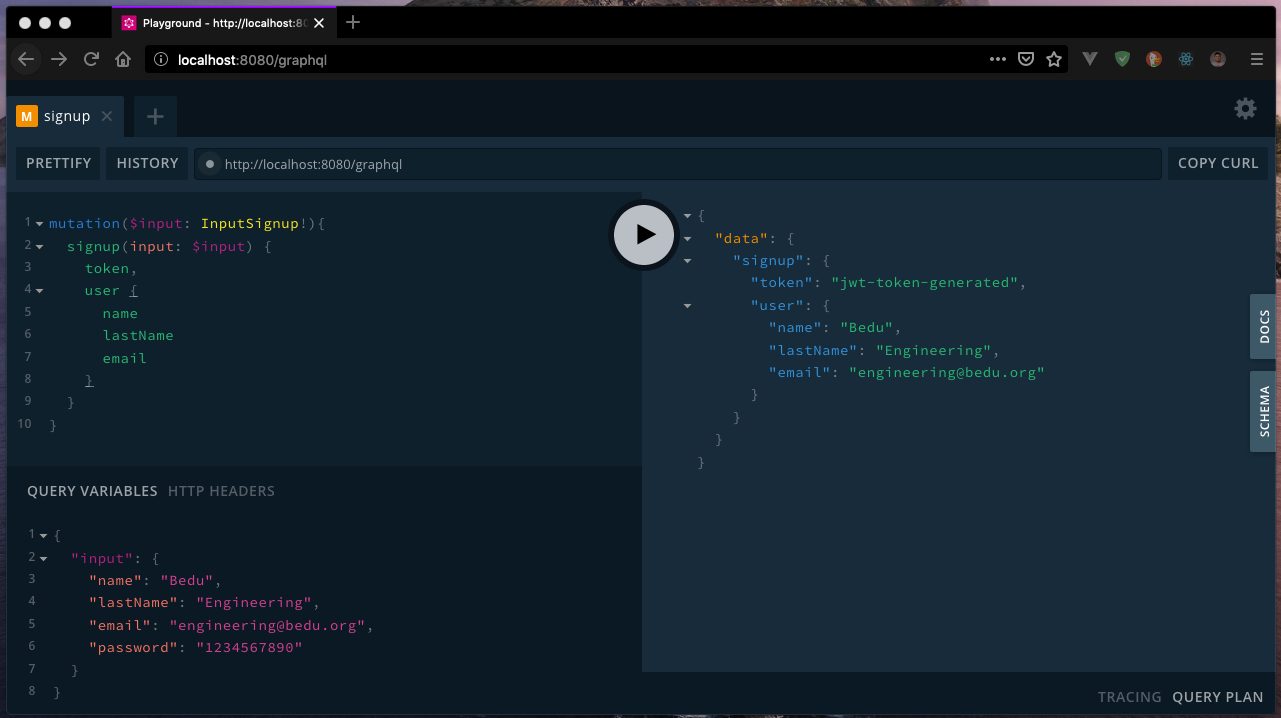 Playground - http://localhost:80
localhost:8080/graphql
M signup
PRETTIFY HISTORY http://localhost:8080/graphql COPY CURL
1 mutation($input: InputSignup!){
2 signup(input: $input) {
3 token,
4 user {
5 name
6 lastName
7 email
8 }
9 }
10 }
{
"data": {
"signup": {
"token": "jwt-token-generated",
"user": {
"name": "Bedu",
"lastName": "Engineering",
"email": "engineering@bedu.org"
}
}
}
}
DOCS
SCHEMA
QUERY VARIABLES HTTP HEADERS
1 {
2 "input": {
3 "name": "Bedu",
4 "lastName": "Engineering",
5 "email": "engineering@bedu.org",
6 "password": "1234567890"
7 }
8 }
TRACING QUERY PLAN